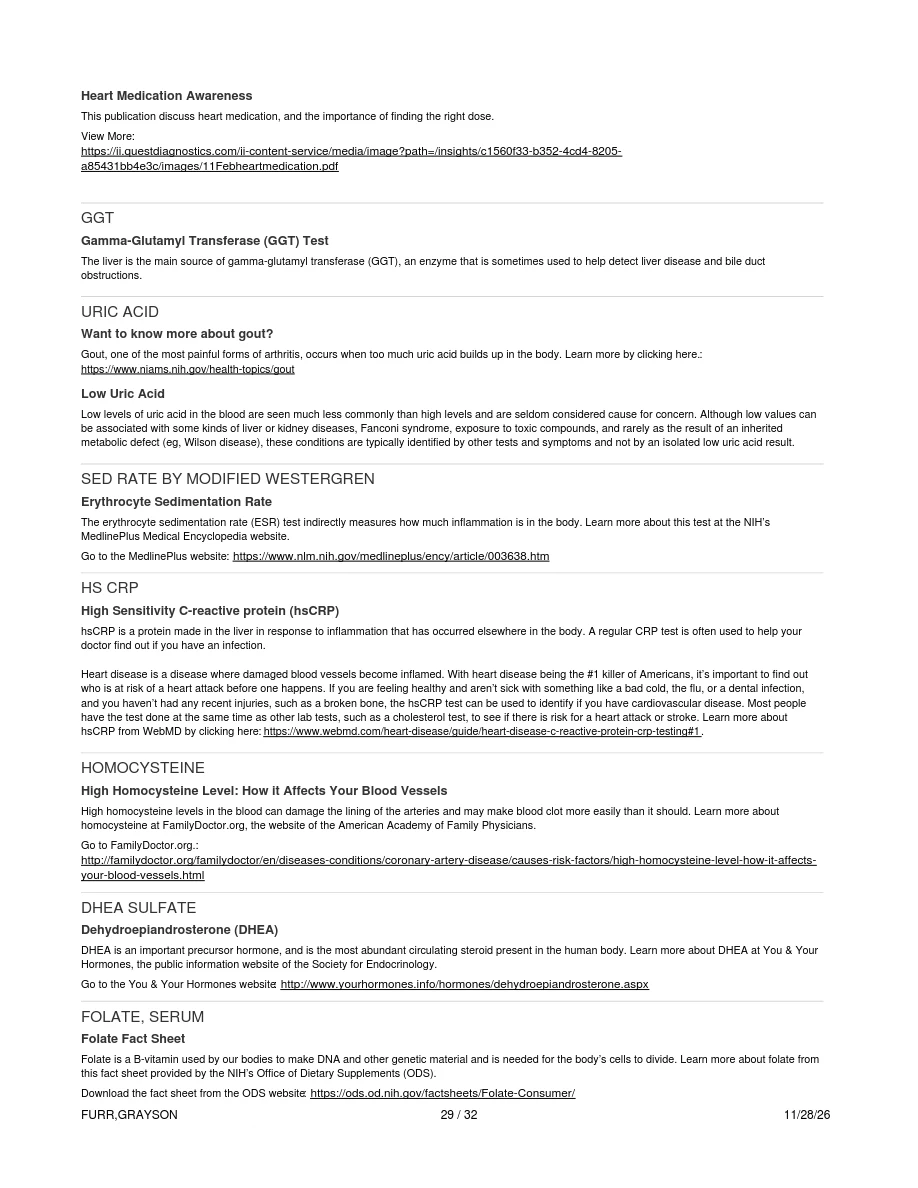 Heart Medication Awareness
This publication discuss heart medication, and the importance of finding the right dose.
View More:
https://ii.questdiagnostics.com/ii-content-service/media/image?path=/insights/c1560f33-b352-4cd4-8205-
a85431bb4e3c/images/11Febheartmedication.pdf
GGT
Gamma-Glutamyl Transferase (GGT) Test
The liver is the main source of gamma-glutamyl transferase (GGT), an enzyme that is sometimes used to help detect liver disease and bile duct
obstructions.
URIC ACID
Want to know more about gout?
Gout, one of the most painful forms of arthritis, occurs when too much uric acid builds up in the body. Learn more by clicking here.:
https://www.niams.nih.gov/health-topics/gout
Low Uric Acid
Low levels of uric acid in the blood are seen much less commonly than high levels and are seldom considered cause for concern. Although low values can
be associated with some kinds of liver or kidney diseases, Fanconi syndrome, exposure to toxic compounds, and rarely as the result of an inherited
metabolic defect (eg, Wilson disease), these conditions are typically identified by other tests and symptoms and not by an isolated low uric acid result.
SED RATE BY MODIFIED WESTERGREN
Erythrocyte Sedimentation Rate
The erythrocyte sedimentation rate (ESR) test indirectly measures how much inflammation is in the body. Learn more about this test at the NIH’s
MedlinePlus Medical Encyclopedia website.
Go to the MedlinePlus website: https://www.nlm.nih.gov/medlineplus/ency/article/003638.htm
HS CRP
High Sensitivity C-reactive protein (hsCRP)
hsCRP is a protein made in the liver in response to inflammation that has occurred elsewhere in the body. A regular CRP test is often used to help your
doctor find out if you have an infection.
Heart disease is a disease where damaged blood vessels become inflamed. With heart disease being the #1 killer of Americans, it’s important to find out
who is at risk of a heart attack before one happens. If you are feeling healthy and aren’t sick with something like a bad cold, the flu, or a dental infection,
and you haven’t had any recent injuries, such as a broken bone, the hsCRP test can be used to identify if you have cardiovascular disease. Most people
have the test done at the same time as other lab tests, such as a cholesterol test, to see if there is risk for a heart attack or stroke. Learn more about
hsCRP from WebMD by clicking here: https://www.webmd.com/heart-disease/guide/heart-disease-c-reactive-protein-crp-testing#1.
HOMOCYSTEINE
High Homocysteine Level: How it Affects Your Blood Vessels
High homocysteine levels in the blood can damage the lining of the arteries and may make blood clot more easily than it should. Learn more about
homocysteine at FamilyDoctor.org, the website of the American Academy of Family Physicians.
Go to FamilyDoctor.org.:
http://familydoctor.org/familydoctor/en/diseases-conditions/coronary-artery-disease/causes-risk-factors/high-homocysteine-level-how-it-affects-
your-blood-vessels.html
DHEA SULFATE
Dehydroepiandrosterone (DHEA)
DHEA is an important precursor hormone, and is the most abundant circulating steroid present in the human body. Learn more about DHEA at You & Your
Hormones, the public information website of the Society for Endocrinology.
Go to the You & Your Hormones website: http://www.yourhormones.info/hormones/dehydroepiandrosterone.aspx
FOLATE, SERUM
Folate Fact Sheet
Folate is a B-vitamin used by our bodies to make DNA and other genetic material and is needed for the body’s cells to divide. Learn more about folate from
this fact sheet provided by the NIH’s Office of Dietary Supplements (ODS).
Download the fact sheet from the ODS website: https://ods.od.nih.gov/factsheets/Folate-Consumer/
FURR,GRAYSON 29 / 32 11/28/26